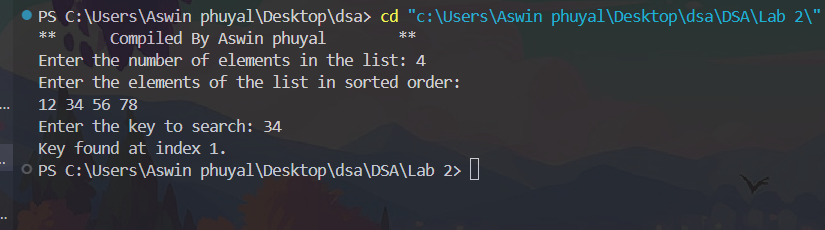 PS C:\Users\Aswin phuyal\Desktop\dsa> cd "c:\Users\Aswin phuyal\Desktop\dsa\DSA\Lab 2\"
**      Compiled By Aswin phuyal        **
Enter the number of elements in the list: 4
Enter the elements of the list in sorted order:
12 34 56 78
Enter the key to search: 34
Key found at index 1.
PS C:\Users\Aswin phuyal\Desktop\dsa\DSA\Lab 2>